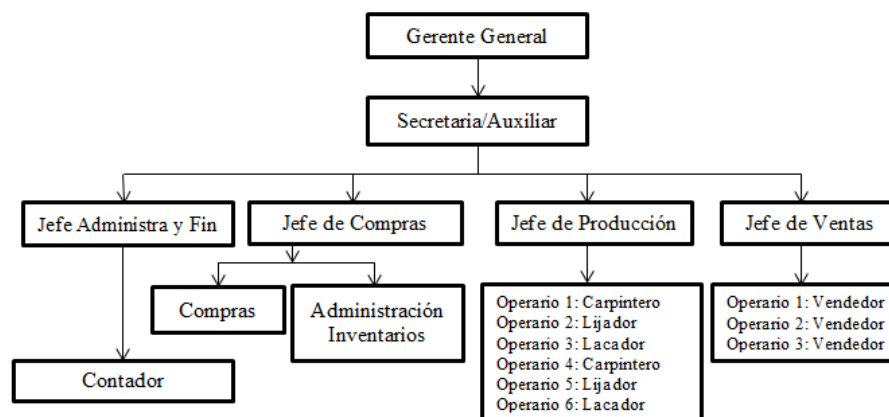 Gerente General
Secretaria/Auxiliar
Jefe Administra y Fin
Jefe de Compras
Jefe de Producción
Jefe de Ventas
Compras
Administración
Inventarios
Contador
Operario 1: Carpintero
Operario 2: Lijador
Operario 3: Lacador
Operario 4: Carpintero
Operario 5: Lijador
Operario 6: Lacador
Operario 1: Vendedor
Operario 2: Vendedor
Operario 3: Vendedor